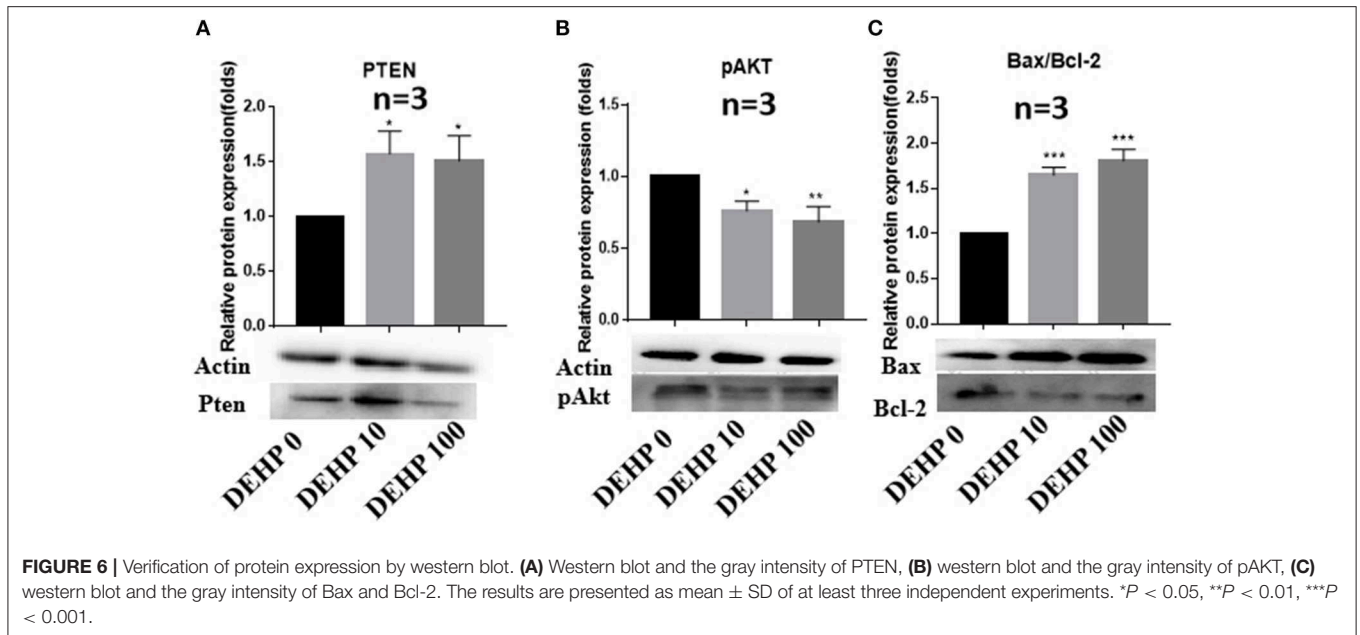 A
PTEN
n=3
Relative protein expression(folds)
2.0
1.5
1.0
0.5
0.0
*
*
Actin
Pten
DEHP 0
DEHP 10
DEHP 100
B
pAKT
n=3
Relative protein expression (folds)
1.5
1.0
0.5
0.0
*
**
Actin
pAkt
DEHP 0
DEHP 10
DEHP 100
C
Bax/Bcl-2
n=3
Relative protein expression(folds)
2.5
2.0
1.5
1.0
0.5
0.0
***
***
Bax
Bcl-2
DEHP 0
DEHP 10
DEHP 100
FIGURE 6 | Verification of protein expression by western blot. (A) Western blot and the gray intensity of PTEN, (B) western blot and the gray intensity of pAKT, (C)
western blot and the gray intensity of Bax and Bcl-2. The results are presented as mean ± SD of at least three independent experiments. *P < 0.05, **P < 0.01, ***P
< 0.001.